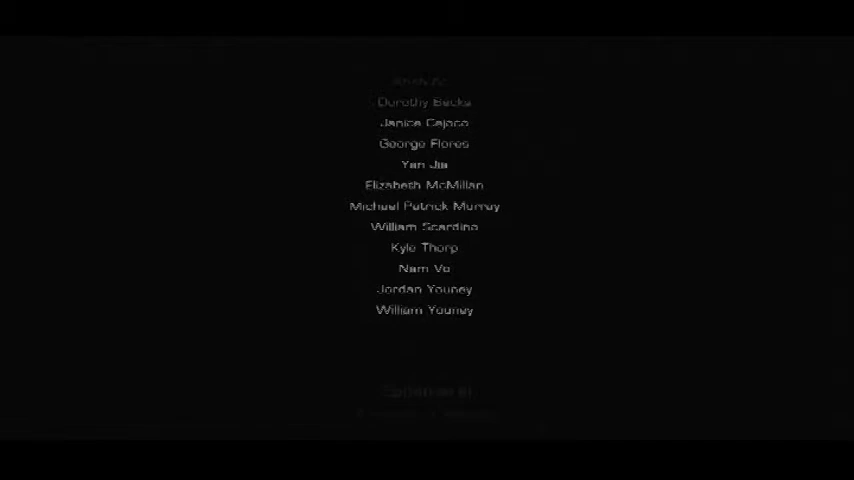 Dorothy Becks
Janice Cajoco
George Flores
Yan Jia
Elizabeth McMillan
Michael Patrick Murray
William Scardino
Kyle Thorp
Nam Vo
Jordan Youney
William Youney